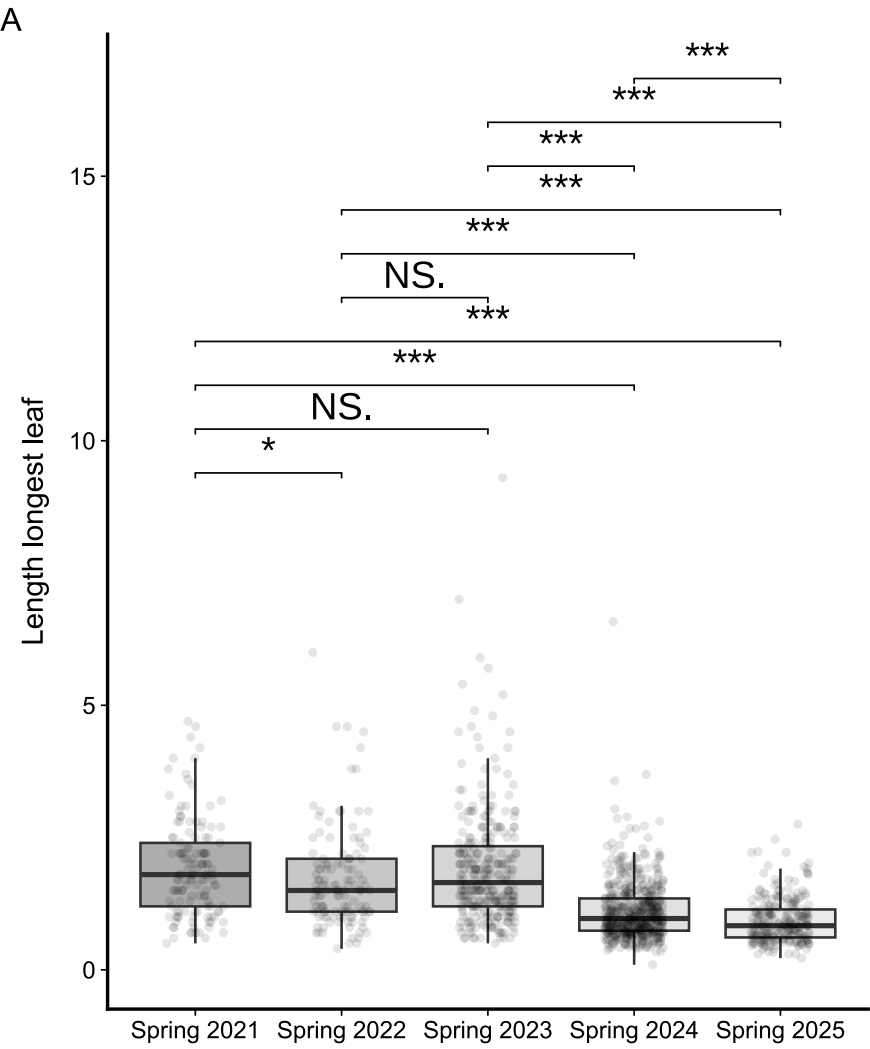 A
***
***
***
***
***
NS.
***
***
NS.
*
Length longest leaf
15
10
5
0
Spring 2021 Spring 2022 Spring 2023 Spring 2024 Spring 2025